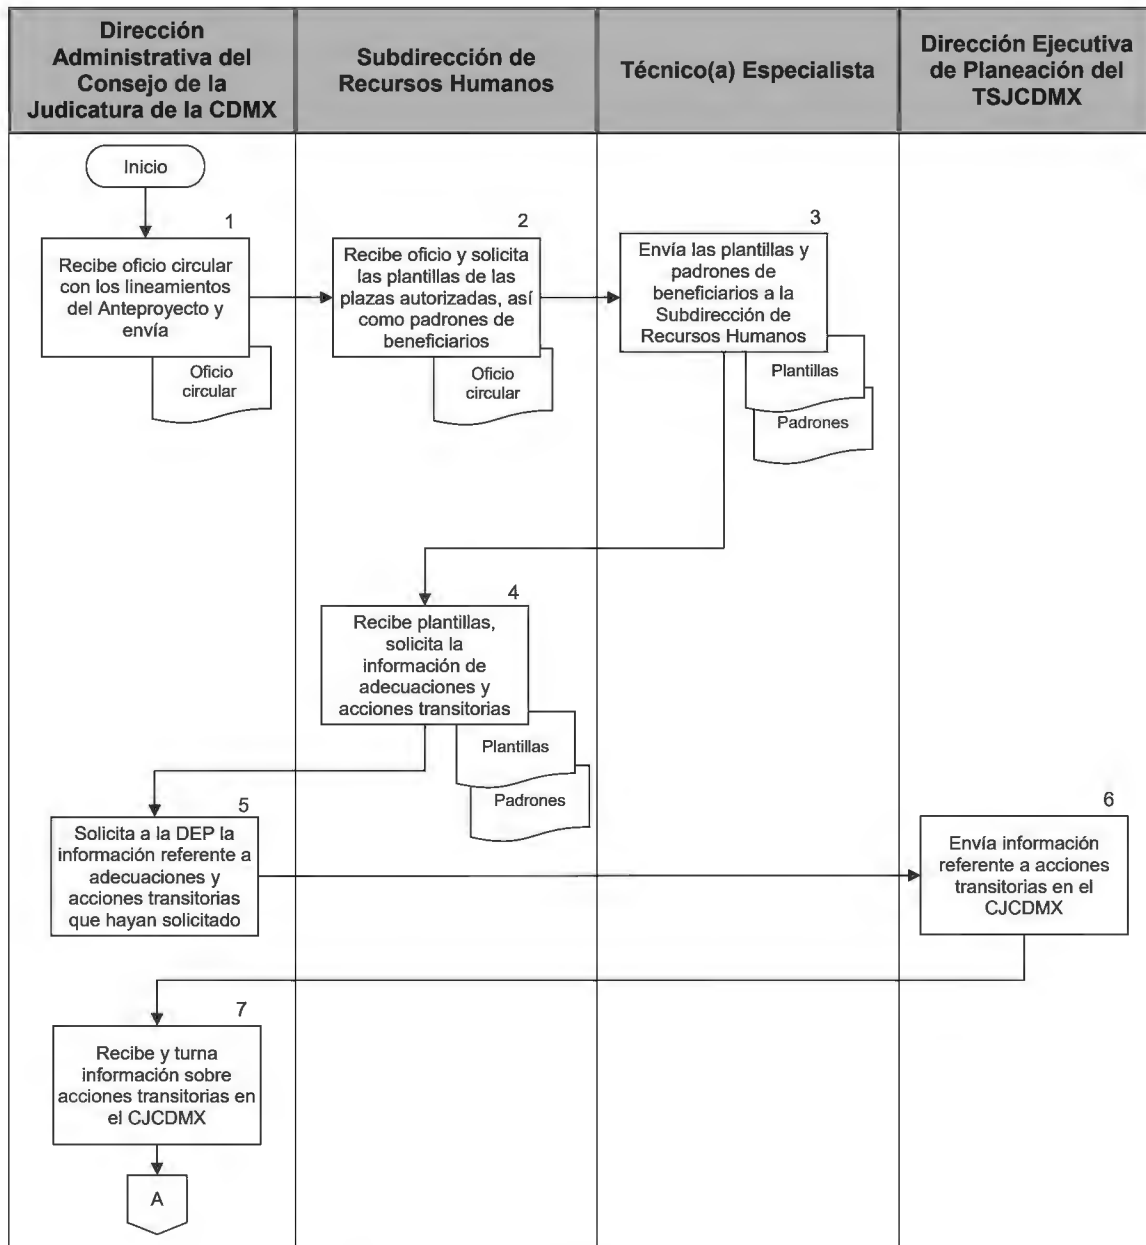 Dirección
Administrativa del
Consejo de la
Judicatura de la CDMX
Subdirección de
Recursos Humanos
Técnico(a) Especialista
Dirección Ejecutiva
de Planeación del
TSJCDMX
Inicio
1
Recibe oficio circular
con los lineamientos
del Anteproyecto y
envía
Oficio
circular
2
Recibe oficio y solicita
las plantillas de las
plazas autorizadas, así
como padrones de
beneficiarios
Oficio
circular
3
Envía las plantillas y
padrones de
beneficiarios a la
Subdirección de
Recursos Humanos
Plantillas
Padrones
4
Recibe plantillas,
solicita la
información de
adecuaciones y
acciones transitorias
Plantillas
Padrones
5
Solicita a la DEP la
información referente a
adecuaciones y
acciones transitorias
que hayan solicitado
6
Envía información
referente a acciones
transitorias en el
CJCDMX
7
Recibe y turna
información sobre
acciones transitorias en
el CJCDMX
A